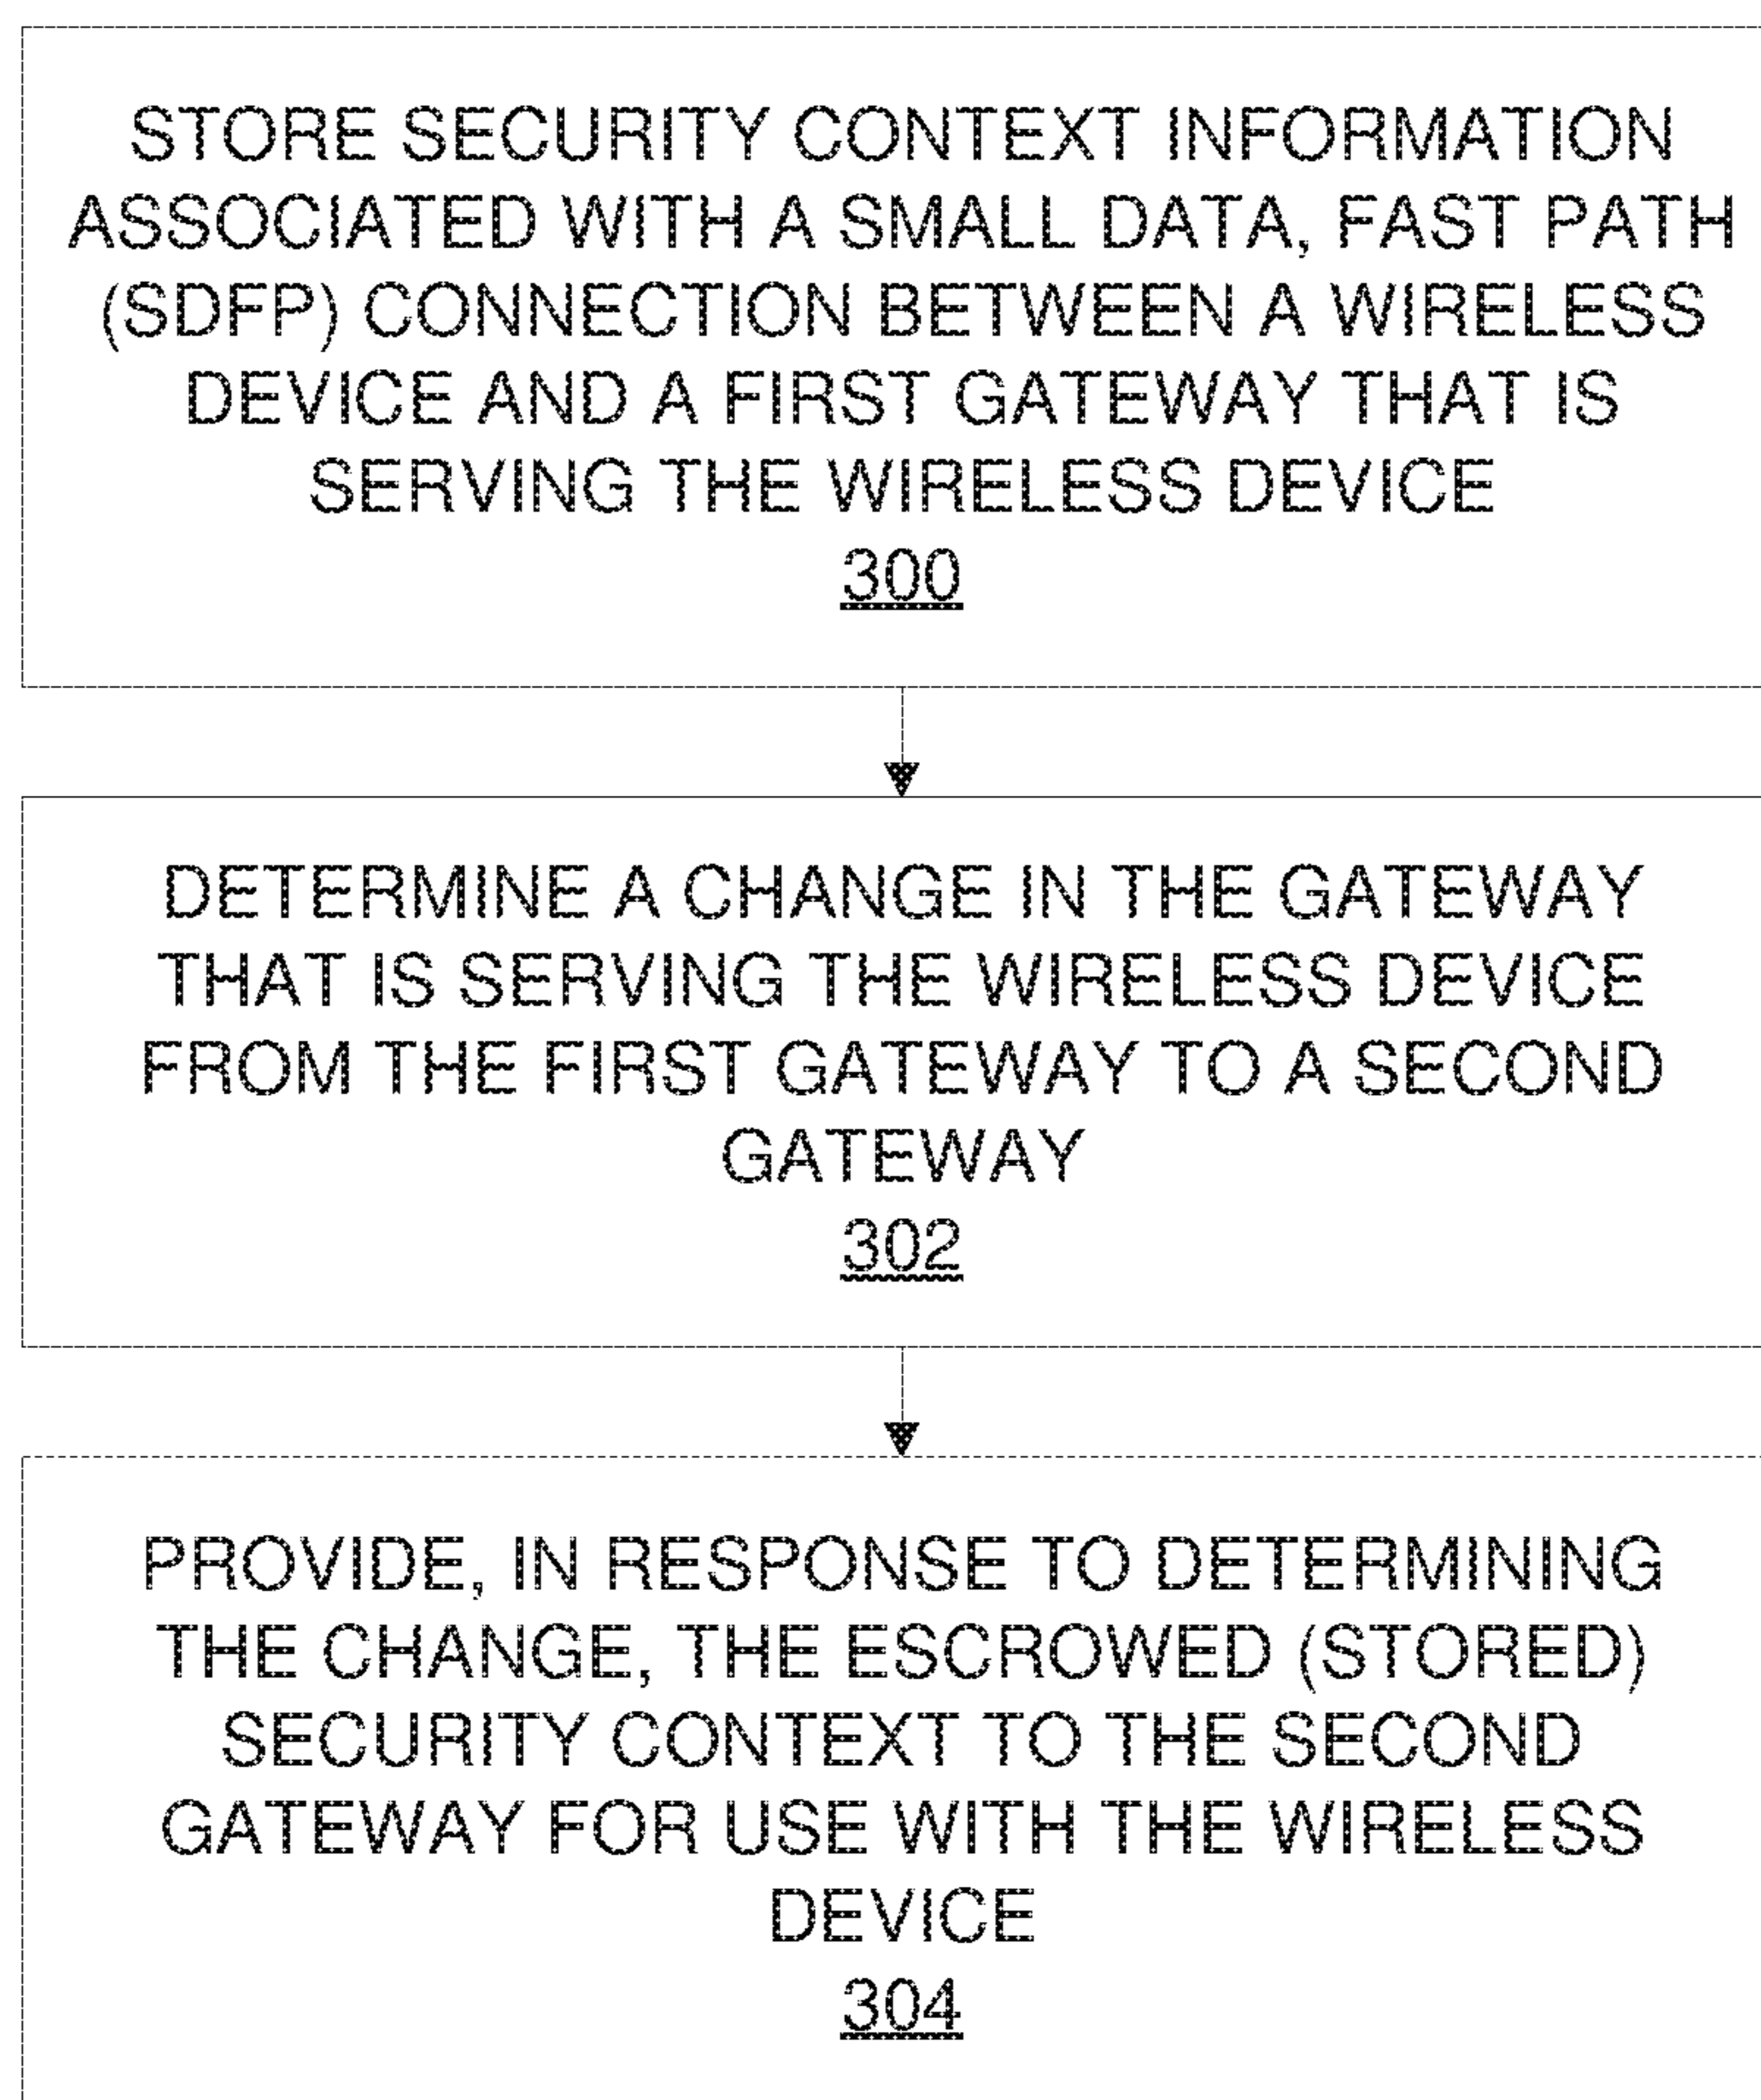 STORE SECURITY CONTEXT INFORMATION
ASSOCIATED WITH A SMALL DATA, FAST PATH
(SDFP) CONNECTION BETWEEN A WIRELESS
DEVICE AND A FIRST GATEWAY THAT IS
SERVING THE WIRELESS DEVICE
300
DETERMINE A CHANGE IN THE GATEWAY
THAT IS SERVING THE WIRELESS DEVICE
FROM THE FIRST GATEWAY TO A SECOND
GATEWAY
302
PROVIDE, IN RESPONSE TO DETERMINING
THE CHANGE, THE ESCROWED (STORED)
SECURITY CONTEXT TO THE SECOND
GATEWAY FOR USE WITH THE WIRELESS
DEVICE
304